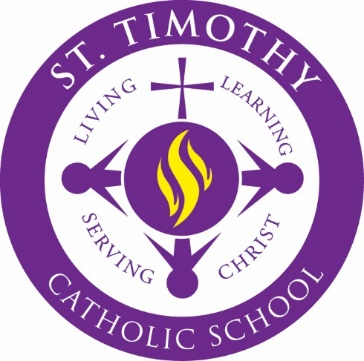 ST. TIMOTHY
LIVING
LEARNING
SERVING
CHRIST
CATHOLIC SCHOOL